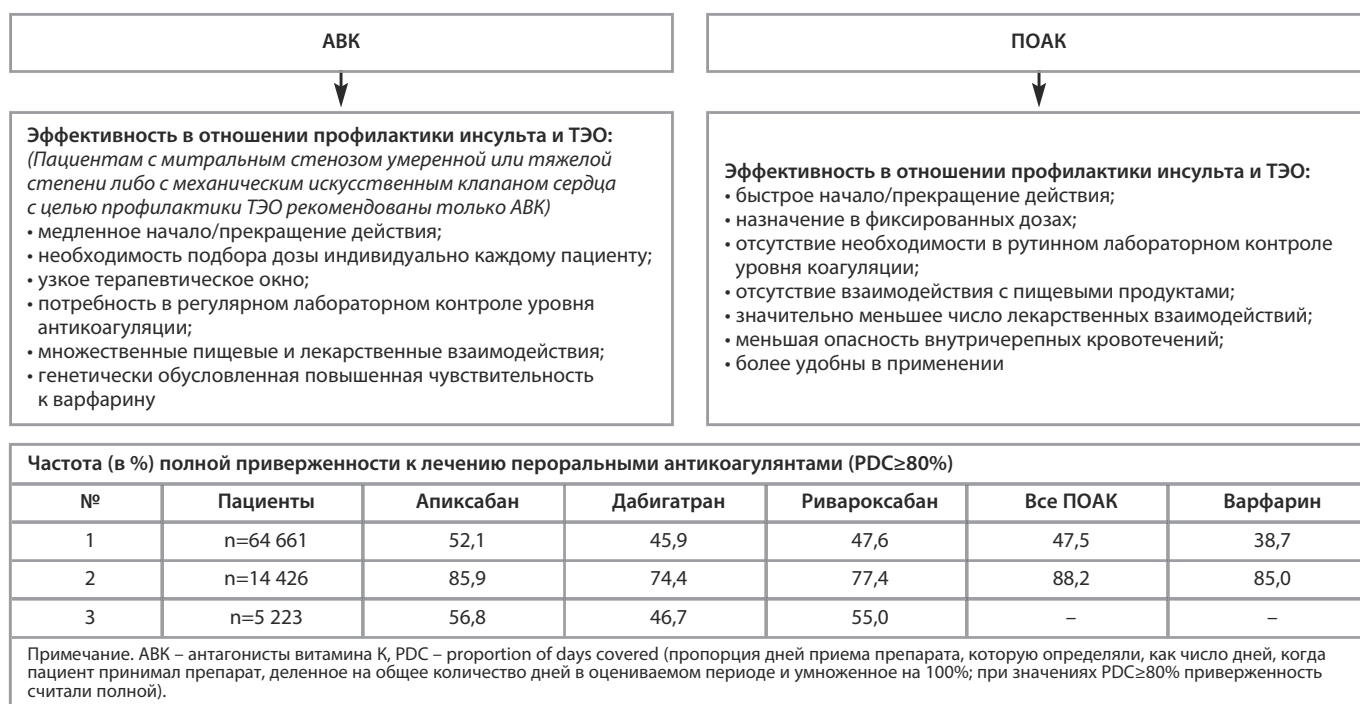 АВК
ПОАК
Эффективность в отношении профилактики инсульта и ТЭО:
(Пациентам с митральным стенозом умеренной или тяжелой
степени либо с механическим искусственным клапаном сердца
с целью профилактики ТЭО рекомендованы только АВК)
• медленное начало/прекращение действия;
• необходимость подбора дозы индивидуально каждому пациенту;
• узкое терапевтическое окно;
• потребность в регулярном лабораторном контроле уровня
антикоагуляции;
• множественные пищевые и лекарственные взаимодействия;
• генетически обусловленная повышенная чувствительность
к варфарину
Эффективность в отношении профилактики инсульта и ТЭО:
• быстрое начало/прекращение действия;
• назначение в фиксированных дозах;
• отсутствие необходимости в рутинном лабораторном контроле
уровня коагуляции;
• отсутствие взаимодействия с пищевыми продуктами;
• значительно меньшее число лекарственных взаимодействий;
• меньшая опасность внутричерепных кровотечений;
• более удобны в применении
Частота (в %) полной приверженности к лечению пероральными антикоагулянтами (PDC≥80%)
№ Пациенты Апиксабан Дабигатран Ривароксабан Все ПОАК Варфарин
1 n=64 661 52,1 45,9 47,6 47,5 38,7
2 n=14 426 85,9 74,4 77,4 88,2 85,0
3 n=5 223 56,8 46,7 55,0 – –
Примечание. АВК – антагонисты витамина К, PDC – proportion of days covered (пропорция дней приема препарата, которую определяли, как число дней, когда
пациент принимал препарат, деленное на общее количество дней в оцениваемом периоде и умноженное на 100%; при значениях PDC≥80% приверженность
считали полной).